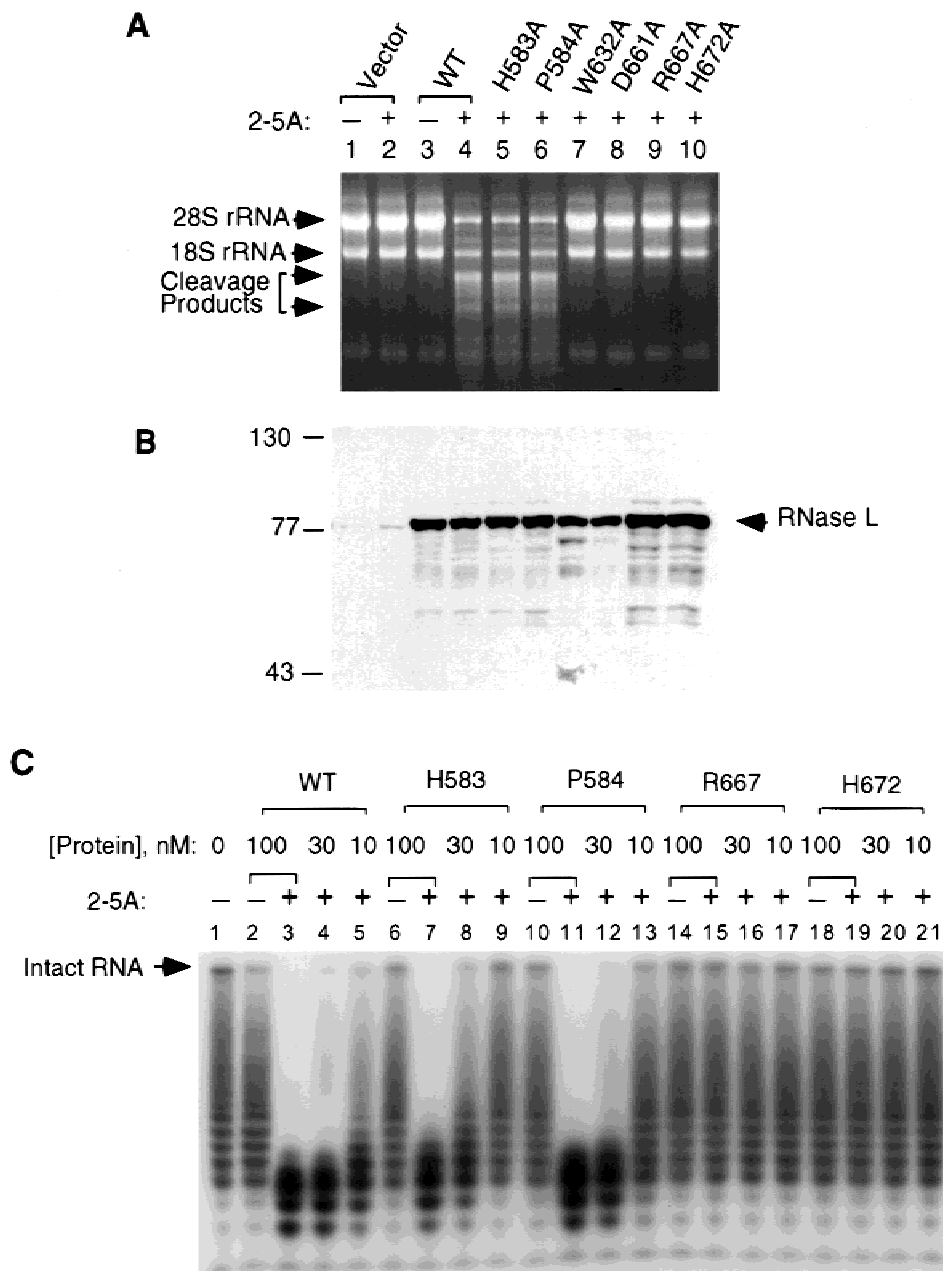 A
Vector WT H583A P584A W632A D661A R667A H672A
2-5A: − + − + + + + + + +
1 2 3 4 5 6 7 8 9 10
28S rRNA
18S rRNA
Cleavage
Products
B
130
77
RNase L
43
C
WT H583 P584 R667 H672
[Protein], nM: 0 100 30 10 100 30 10 100 30 10 100 30 10 100 30 10
2-5A: − − + + + − + + + − + + + − + + + − + + +
1 2 3 4 5 6 7 8 9 10 11 12 13 14 15 16 17 18 19 20 21
Intact RNA